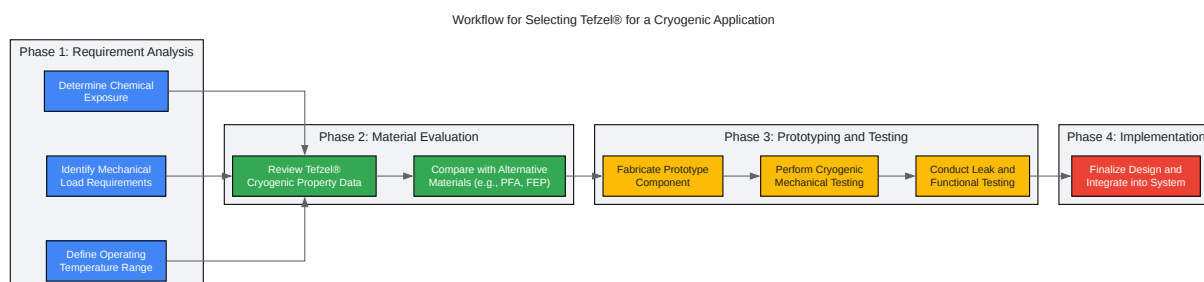 Workflow for Selecting Tefzel® for a Cryogenic Application
Phase 1: Requirement Analysis
Determine Chemical
Exposure
Identify Mechanical
Load Requirements
Define Operating
Temperature Range
Phase 2: Material Evaluation
Review Tefzel®
Cryogenic Property Data
Compare with Alternative
Materials (e.g., PFA, FEP)
Phase 3: Prototyping and Testing
Fabricate Prototype
Component
Perform Cryogenic
Mechanical Testing
Conduct Leak and
Functional Testing
Phase 4: Implementation
Finalize Design and
Integrate into System